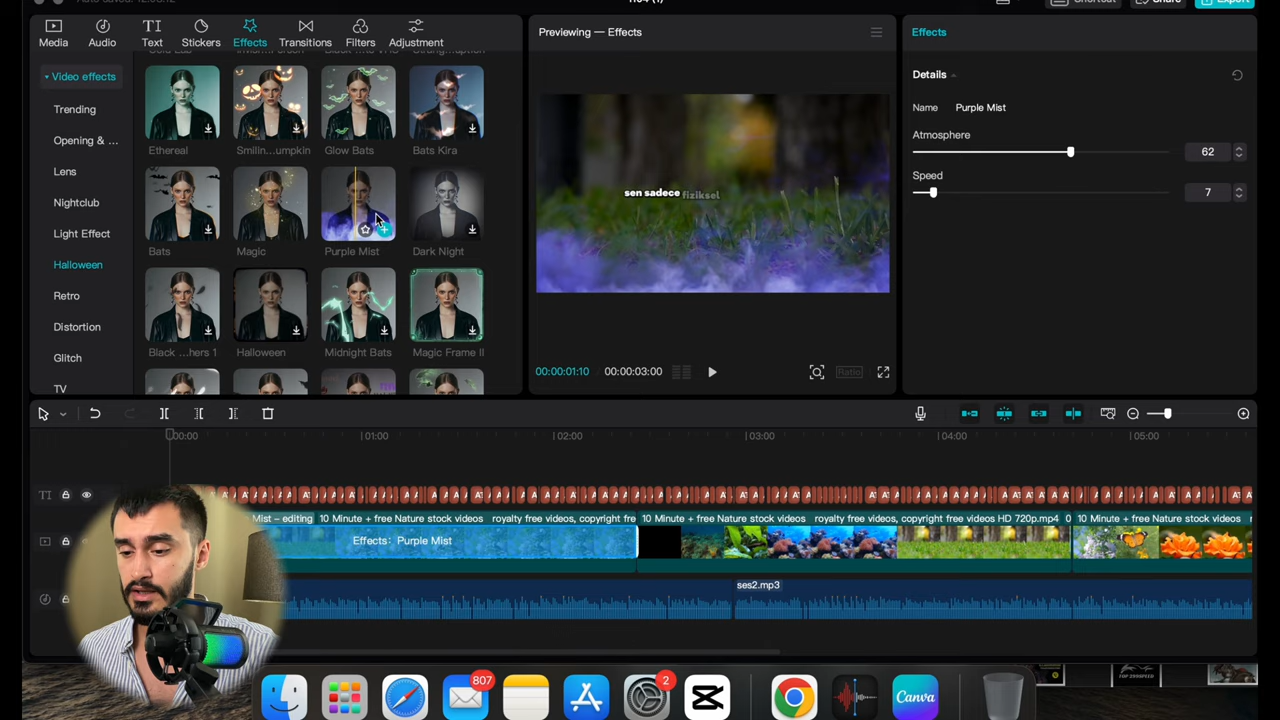 Media
Audio
Text
Stickers
Effects
Transitions
Filters
Adjustment
Video effects
Trending
Opening & ...
Lens
Nightclub
Light Effect
Halloween
Retro
Distortion
Glitch
TV
Ethereal
Smilin...umpkin
Glow Bats
Bats Kira
Bats
Magic
Purple Mist
Dark Night
Black ...hers 1
Halloween
Midnight Bats
Magic Frame II
Previewing — Effects
sen sadece fiziksel
00:00:01:10
00:00:03:00
Ratio
Effects
Details
Name Purple Mist
Atmosphere
62
Speed
7
00:00
01:00
02:00
03:00
04:00
05:00
TI
Mist – editing
10 Minute + free Nature stock videos royalty free videos, copyright fre
10 Minute + free Nature stock videos royalty free videos, copyright free videos HD 720p.mp4
10 Minute + free Nature stock videos
Effects: Purple Mist
ses2.mp3
807
2
Canva